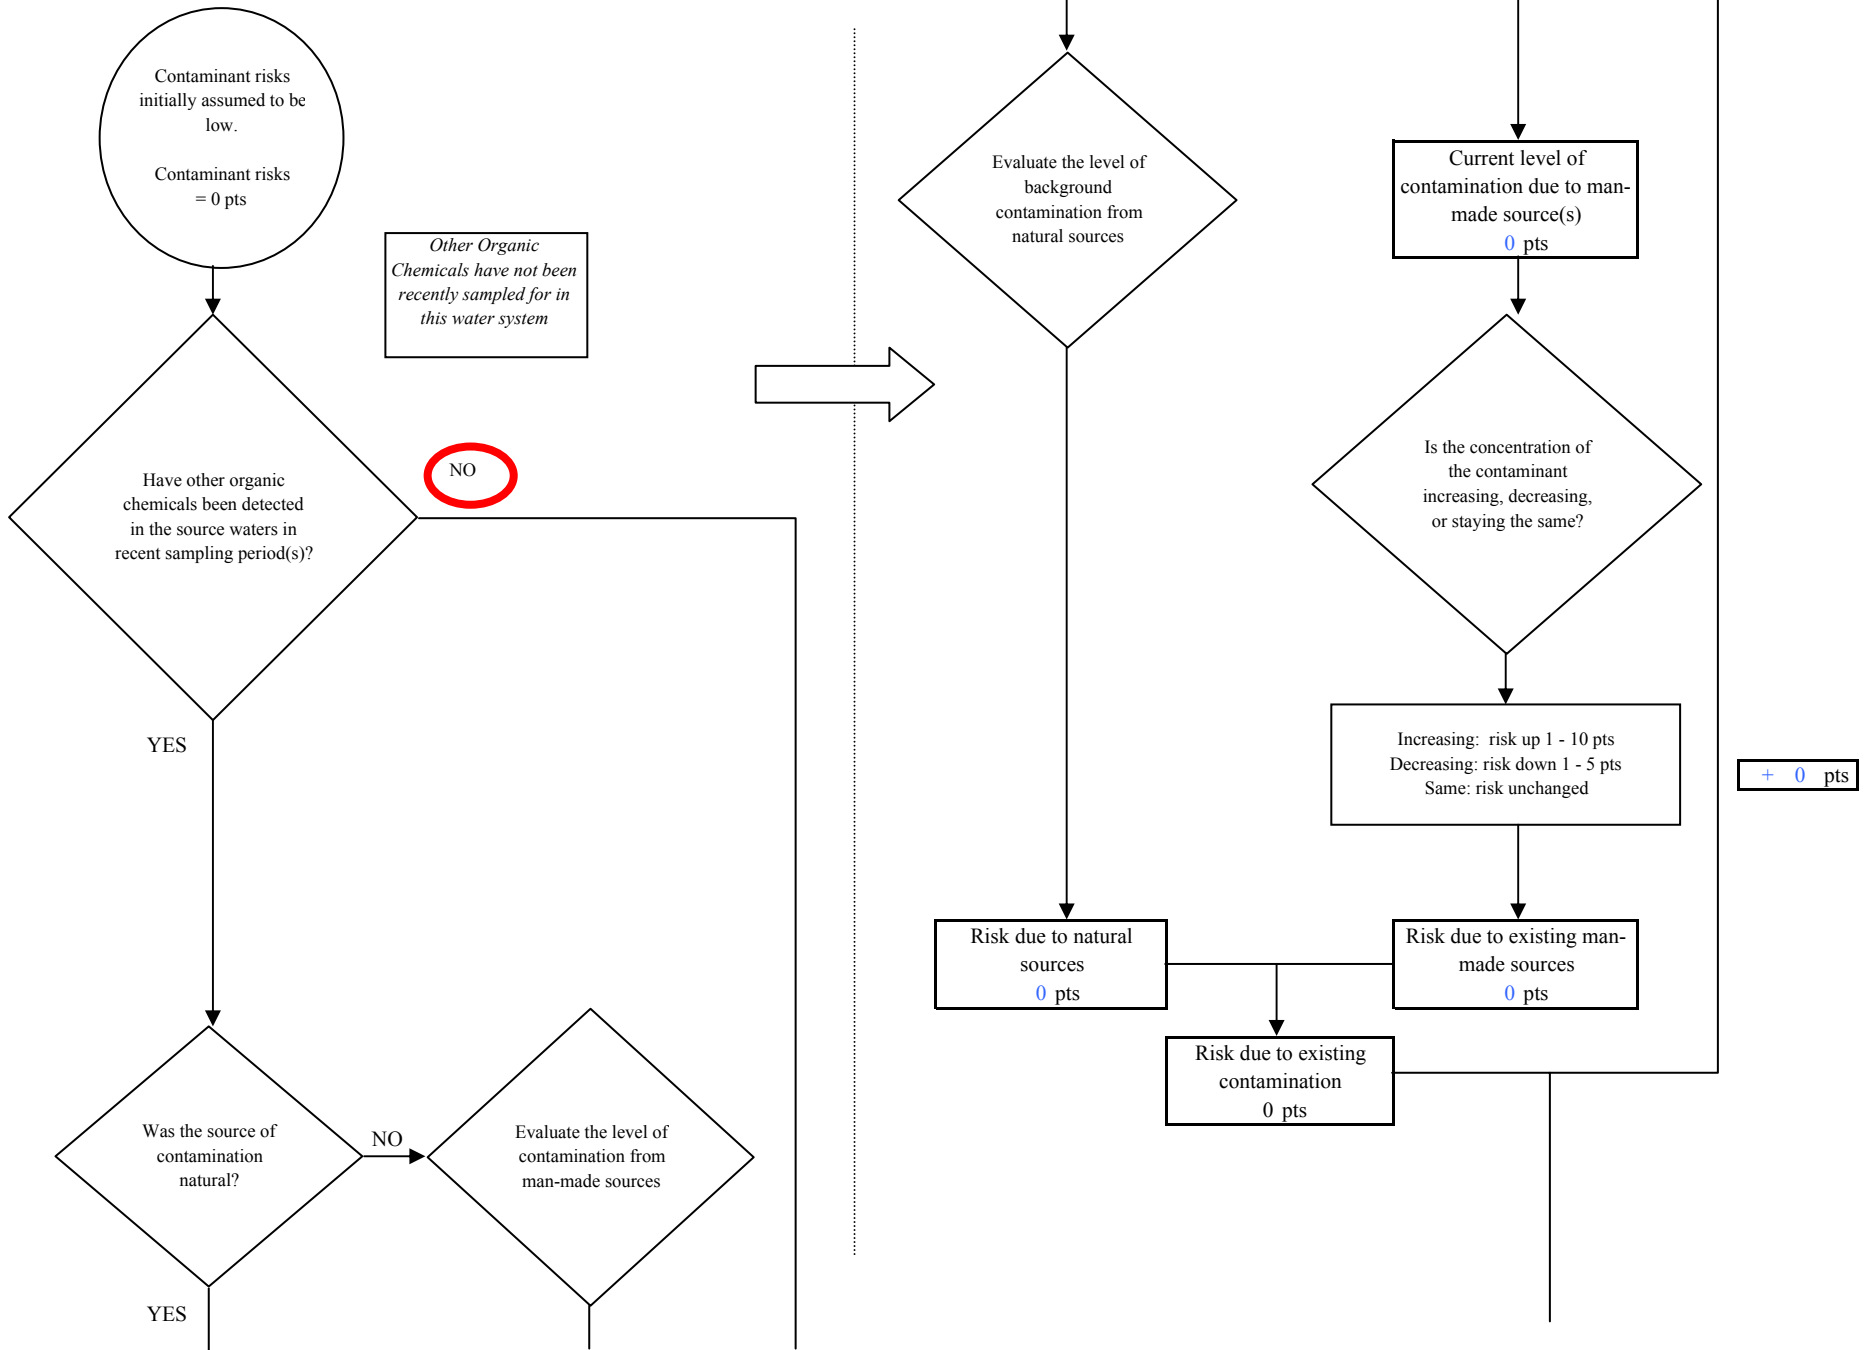 Contaminant risks
initially assumed to be
low.
Contaminant risks
= 0 pts
Other Organic
Chemicals have not been
recently sampled for in
this water system
Have other organic
chemicals been detected
in the source waters in
recent sampling period(s)?
NO
YES
Was the source of
contamination
natural?
NO
Evaluate the level of
contamination from
man-made sources
YES
Evaluate the level of
background
contamination from
natural sources
Current level of
contamination due to man-
made source(s)
0 pts
Is the concentration of
the contaminant
increasing, decreasing,
or staying the same?
Increasing: risk up 1 - 10 pts
Decreasing: risk down 1 - 5 pts
Same: risk unchanged
+ 0 pts
Risk due to natural
sources
0 pts
Risk due to existing man-
made sources
0 pts
Risk due to existing
contamination
0 pts